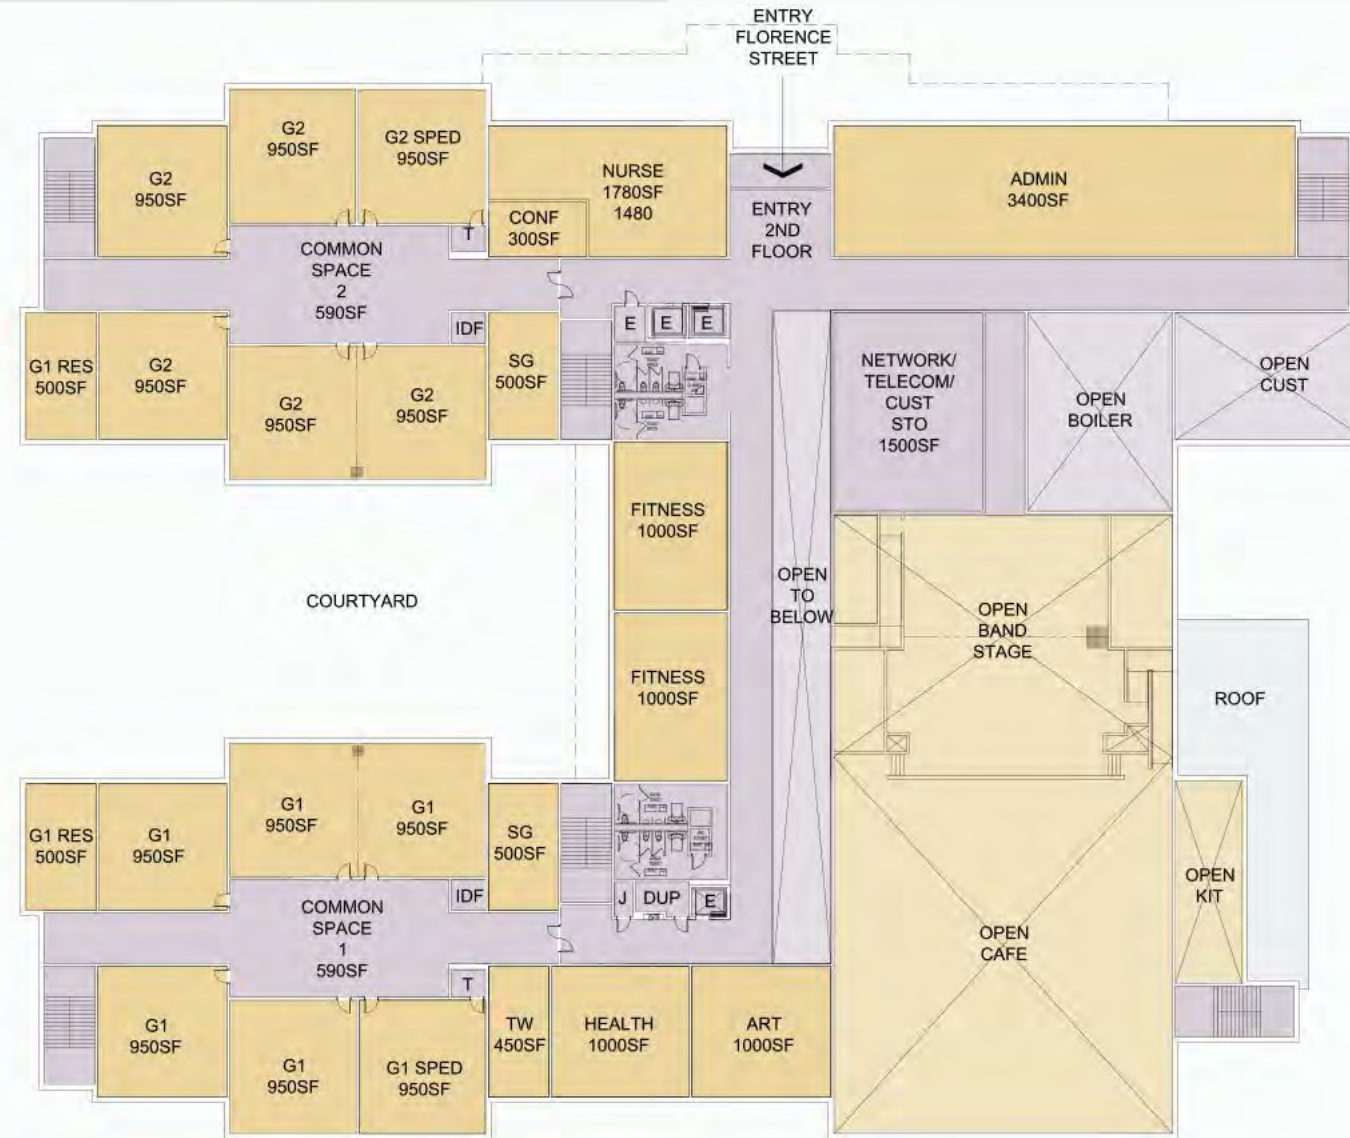 ENTRY
FLORENCE
STREET
G2
950SF
G2
950SF
G2 SPED
950SF
NURSE
1780SF
1480
CONF
300SF
T
ENTRY
2ND
FLOOR
ADMIN
3400SF
COMMON
SPACE
2
590SF
IDF
G1 RES
500SF
G2
950SF
G2
950SF
G2
950SF
SG
500SF
E
E
E
NETWORK/
TELECOM/
CUST
STO
1500SF
OPEN
BOILER
OPEN
CUST
FITNESS
1000SF
COURTYARD
OPEN
TO
BELOW
OPEN
BAND
STAGE
FITNESS
1000SF
ROOF
G1 RES
500SF
G1
950SF
G1
950SF
G1
950SF
SG
500SF
IDF
J
DUP
E
COMMON
SPACE
1
590SF
T
OPEN
CAFE
OPEN
KIT
G1
950SF
G1
950SF
G1 SPED
950SF
TW
450SF
HEALTH
1000SF
ART
1000SF